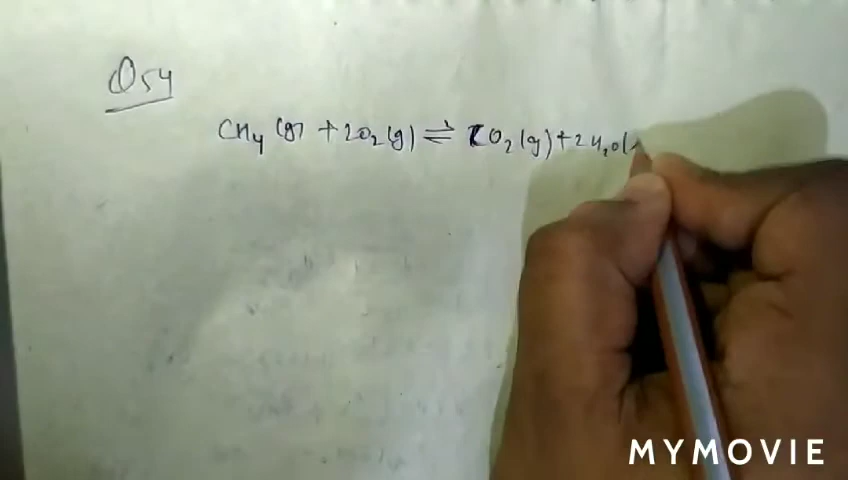 Q54
CH4 (g) + 2O2 (g) ⇌ CO2 (g) + 2H2O(
MYMOVIE